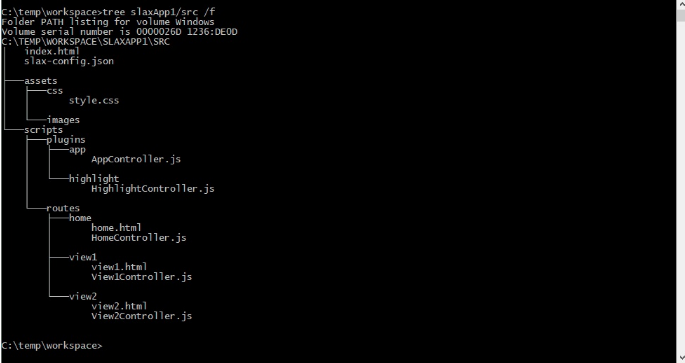 C:\temp\workspace>tree slaxApp1/src /f
Folder PATH listing for volume Windows
Volume serial number is 0000026D 1236:DE0D
C:\TEMP\WORKSPACE\SLAXAPP1\SRC
│   index.html
│   slax-config.json
│
├───assets
│   ├───css
│   │       style.css
│   │
│   └───images
└───scripts
    ├───plugins
    │   ├───app
    │   │       AppController.js
    │   │
    │   └───highlight
    │           HighlightController.js
    │
    └───routes
        ├───home
        │       home.html
        │       HomeController.js
        │
        ├───view1
        │       view1.html
        │       View1Controller.js
        │
        └───view2
                view2.html
                View2Controller.js
C:\temp\workspace>